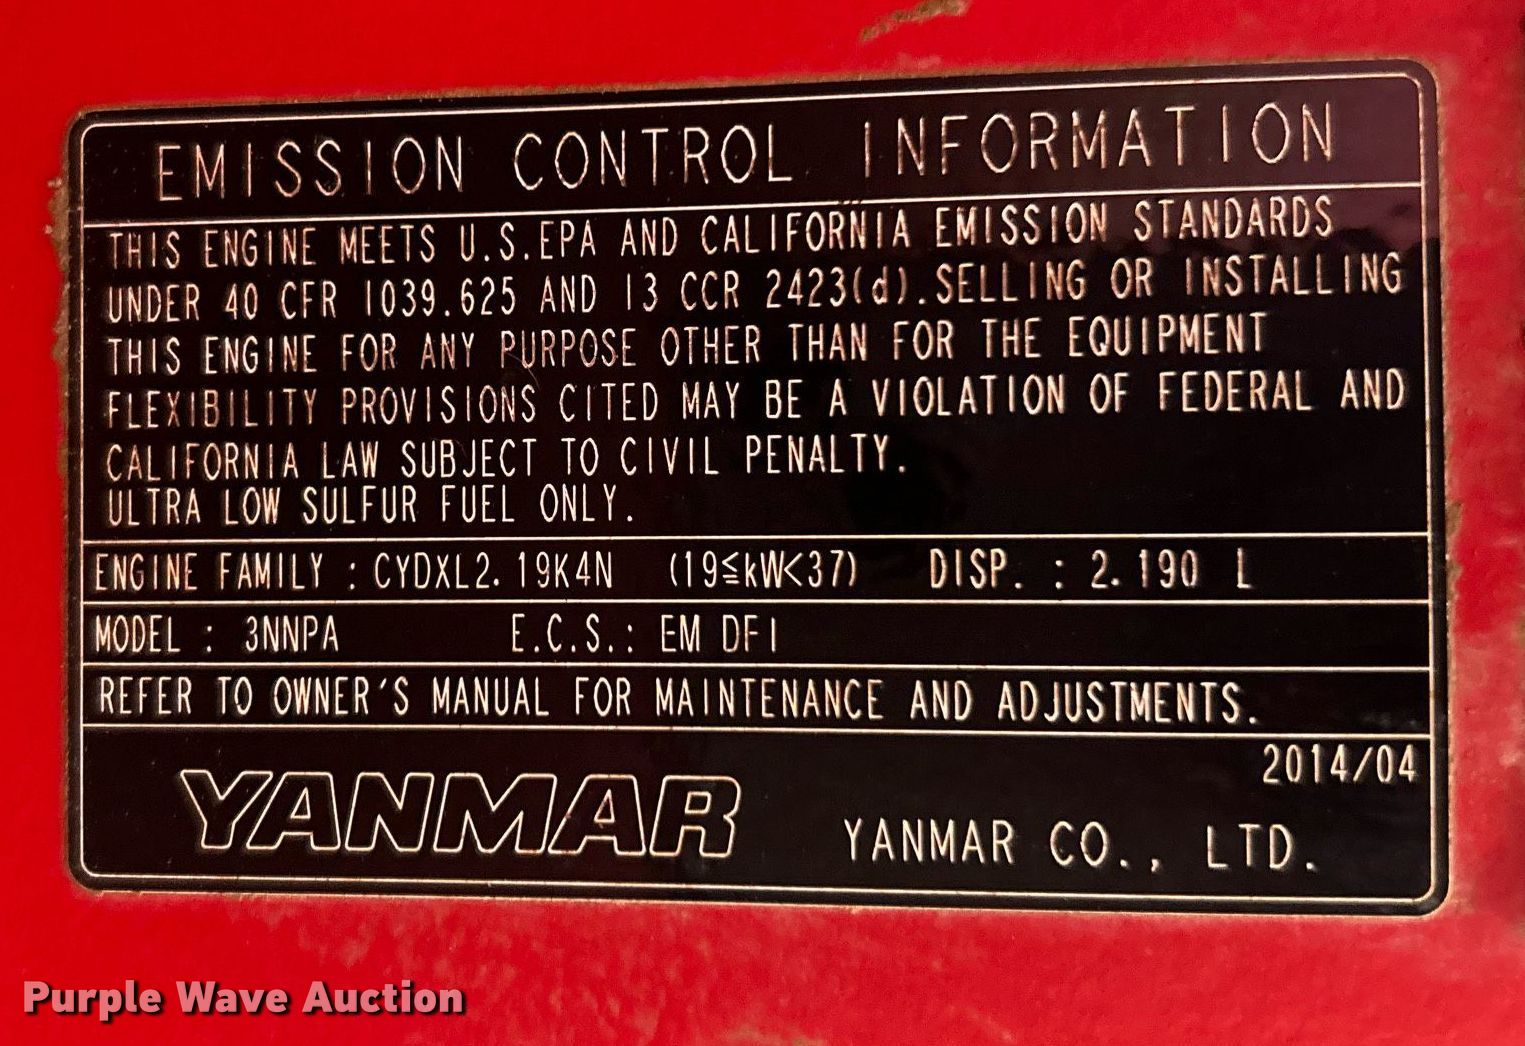 EMISSION CONTROL INFORMATION
THIS ENGINE MEETS U.S.EPA AND CALIFORNIA EMISSION STANDARDS
UNDER 40 CFR 1039.625 AND 13 CCR 2423(d).SELLING OR INSTALLING
THIS ENGINE FOR ANY PURPOSE OTHER THAN FOR THE EQUIPMENT
FLEXIBILITY PROVISIONS CITED MAY BE A VIOLATION OF FEDERAL AND
CALIFORNIA LAW SUBJECT TO CIVIL PENALTY.
ULTRA LOW SULFUR FUEL ONLY.
ENGINE FAMILY : CYDXL2.19K4N (19≦kW<37) DISP. : 2.190 L
MODEL : 3NNPA E.C.S.: EM DFI
REFER TO OWNER'S MANUAL FOR MAINTENANCE AND ADJUSTMENTS.
2014/04
YANMAR YANMAR CO., LTD.
Purple Wave Auction